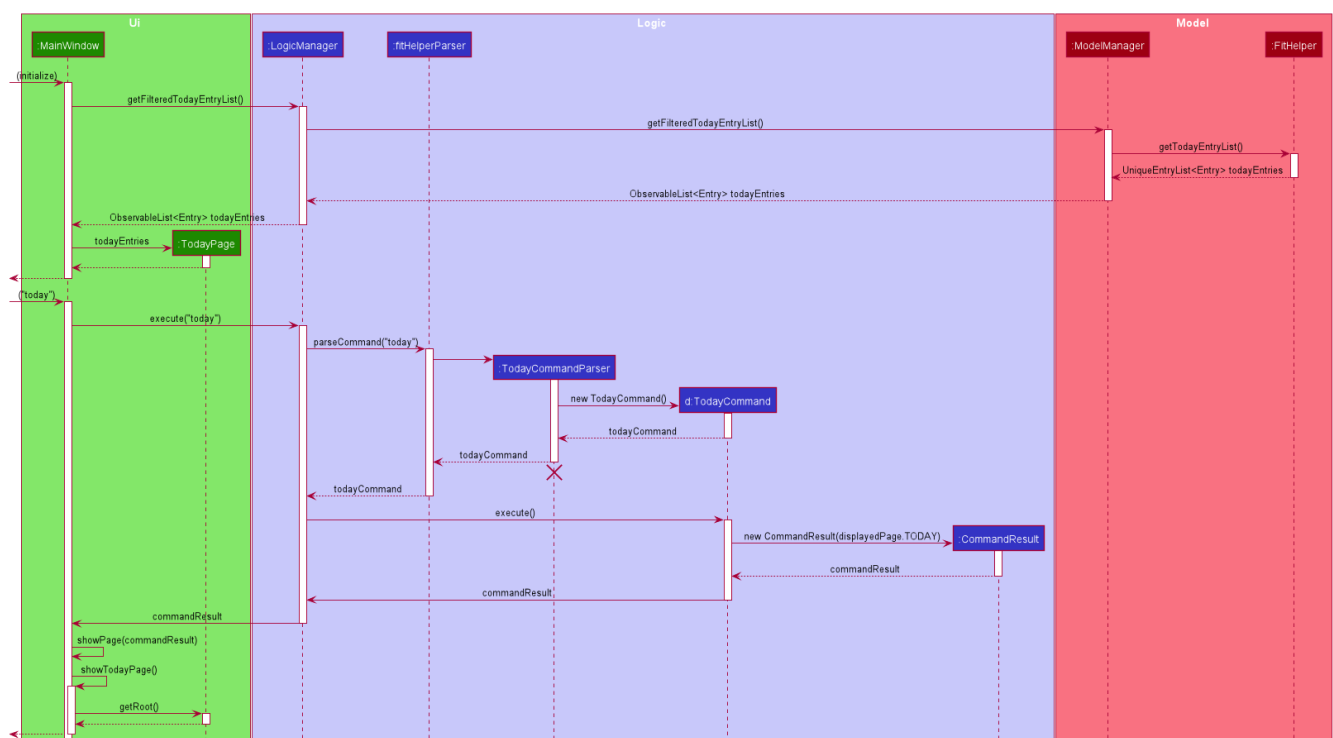 Ui
Logic
Model
:MainWindow
:LogicManager
:fitHelperParser
:ModelManager
:FitHelper
(initialize)
getFilteredTodayEntryList()
getFilteredTodayEntryList()
getTodayEntryList()
UniqueEntryList<Entry> todayEntries
ObservableList<Entry> todayEntries
ObservableList<Entry> todayEntries
todayEntries
:TodayPage
("today")
execute("today")
parseCommand("today")
:TodayCommandParser
new TodayCommand()
d:TodayCommand
todayCommand
todayCommand
todayCommand
execute()
new CommandResult(displayedPage.TODAY)
:CommandResult
commandResult
commandResult
commandResult
showPage(commandResult)
showTodayPage()
getRoot()